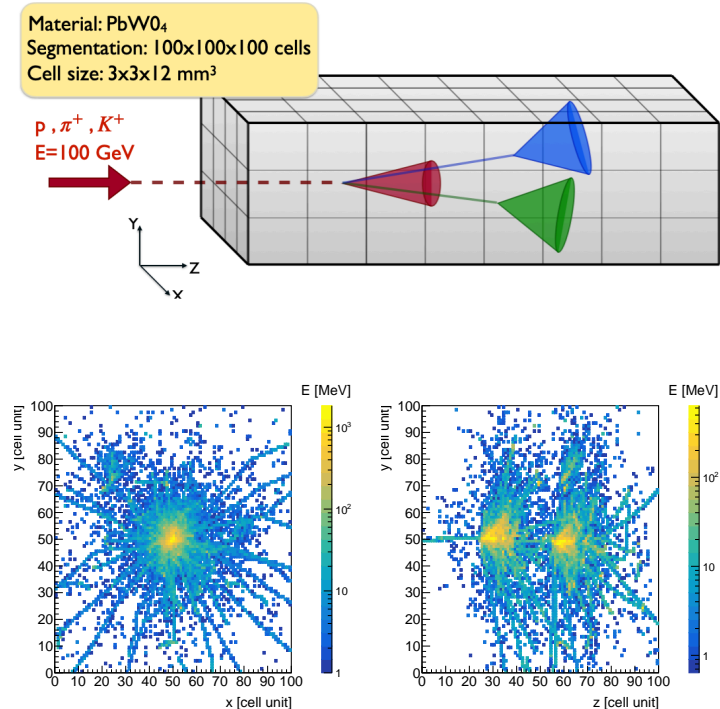 Material: PbW0₄
Segmentation: 100x100x100 cells
Cell size: 3x3x12 mm³
p , π⁺ , K⁺
E=100 GeV
Y
Z
X
E [MeV]
y [cell unit]
100
90
80
70
60
50
40
30
20
10
0
0 10 20 30 40 50 60 70 80 90 100
x [cell unit]
10³
10²
10
1
E [MeV]
y [cell unit]
100
90
80
70
60
50
40
30
20
10
0
0 10 20 30 40 50 60 70 80 90 100
z [cell unit]
10²
10
1